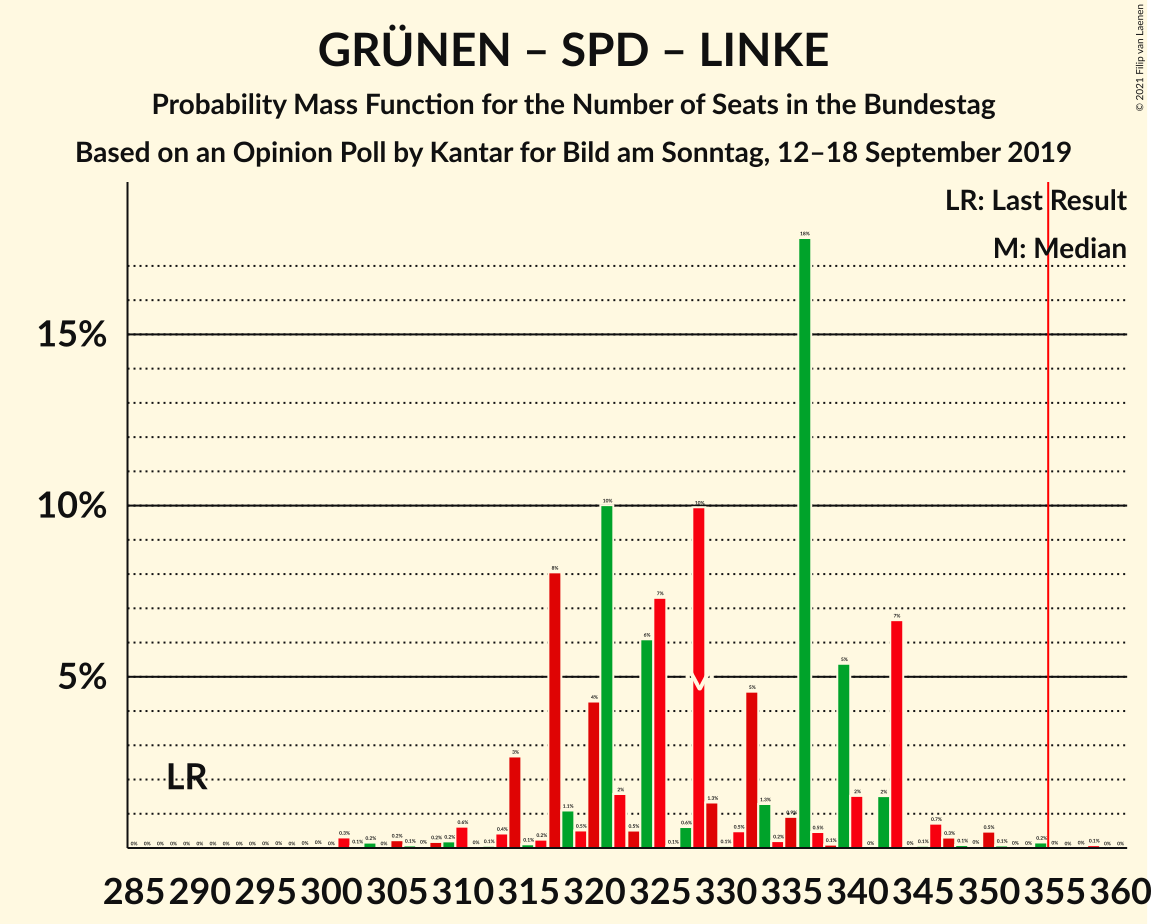 GRÜNEN – SPD – LINKE
Probability Mass Function for the Number of Seats in the Bundestag
Based on an Opinion Poll by Kantar for Bild am Sonntag, 12–18 September 2019
© 2021 Filip van Laenen
LR: Last Result
M: Median
15%
10%
5%
LR
M
285 290 295 300 305 310 315 320 325 330 335 340 345 350 355 360